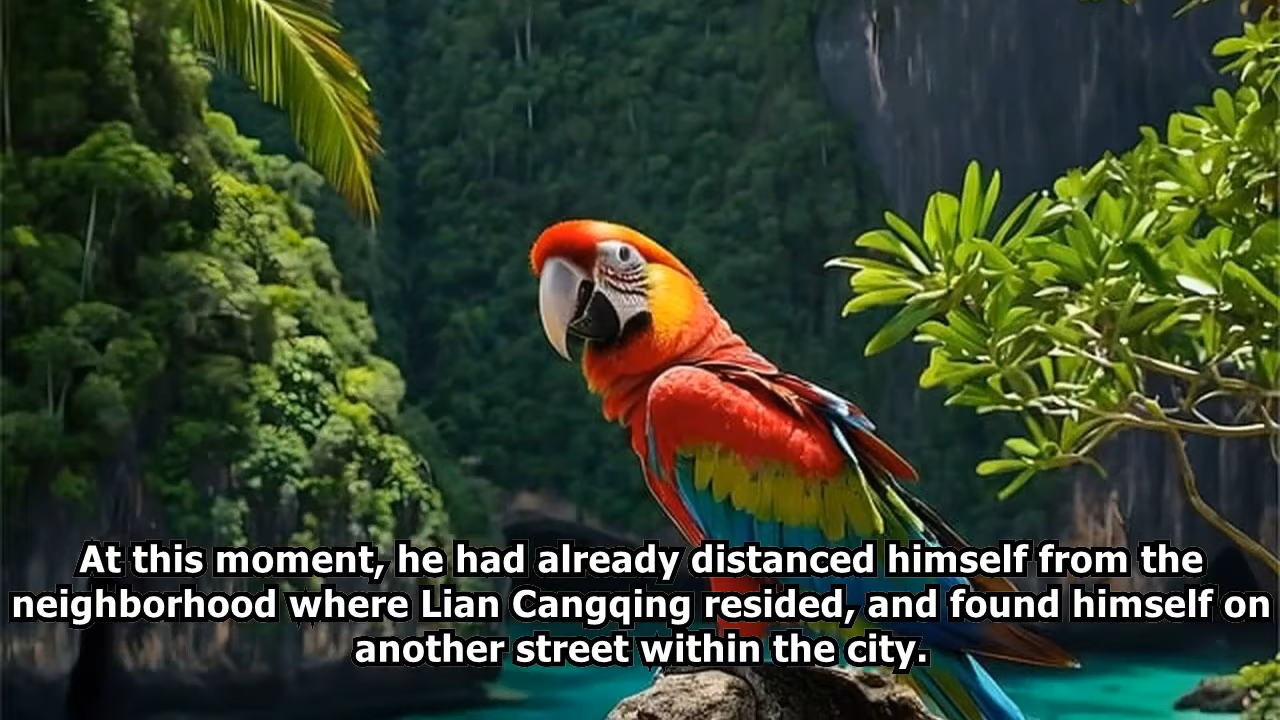 At this moment, he had already distanced himself from the
neighborhood where Lian Cangqing resided, and found himself on
another street within the city.